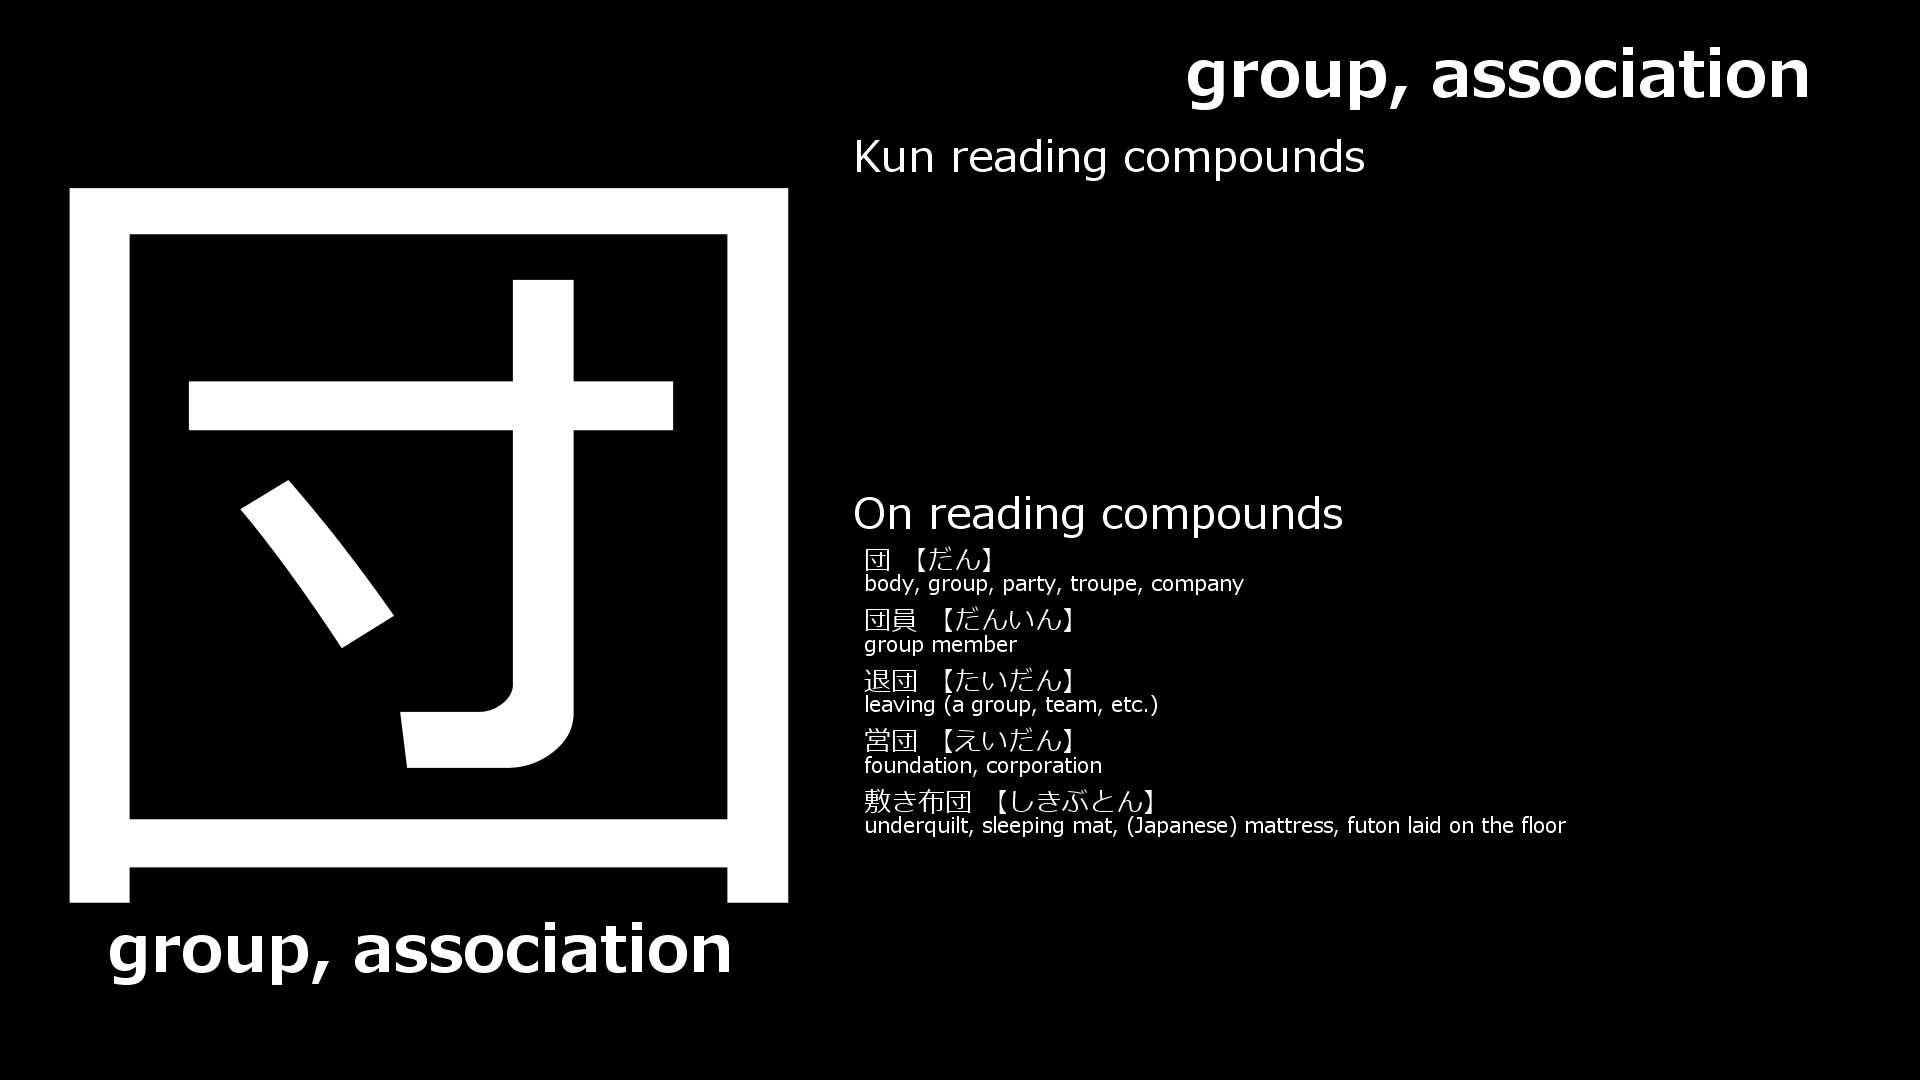 団
group, association
group, association
Kun reading compounds
On reading compounds
団 【だん】
body, group, party, troupe, company
団員 【だんいん】
group member
退団 【たいだん】
leaving (a group, team, etc.)
営団 【えいだん】
foundation, corporation
敷き布団 【しきぶとん】
underquilt, sleeping mat, (Japanese) mattress, futon laid on the floor